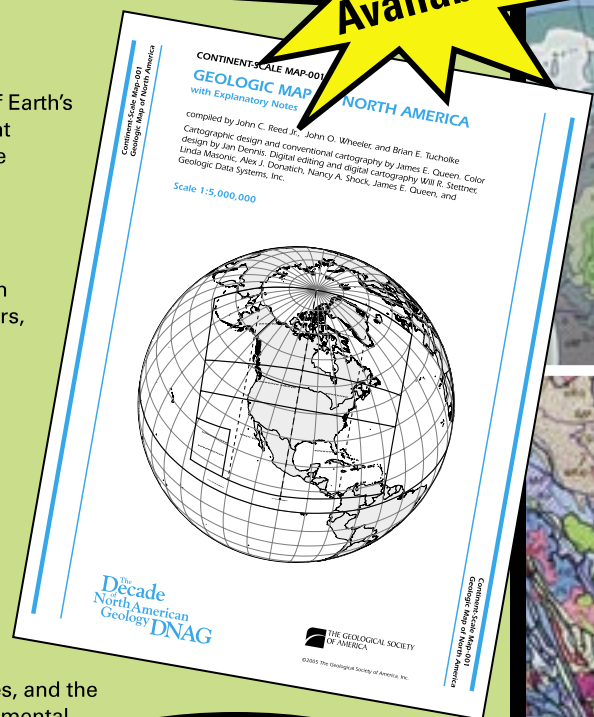 Availab
f Earth's
nt
e
n
rs,
es, and the
mental
Continent-Scale Map-001
Geologic Map of North America
CONTINENT-SCALE MAP-001
GEOLOGIC MAP NORTH AMERICA
with Explanatory Notes
compiled by John C. Reed Jr., John O. Wheeler, and Brian E. Tucholke
Cartographic design and conventional cartography by James E. Queen. Color
design by Jan Dennis. Digital editing and digital cartography Will R. Stettner,
Linda Masonic, Alex J. Donatich, Nancy A. Shock, James E. Queen, and
Geologic Data Systems, Inc.
Scale 1:5,000,000
The
Decade
of
North American
Geology DNAG
THE GEOLOGICAL SOCIETY
OF AMERICA
©2005 The Geological Society of America, Inc.
Continent-Scale Map-001
Geologic Map of North America